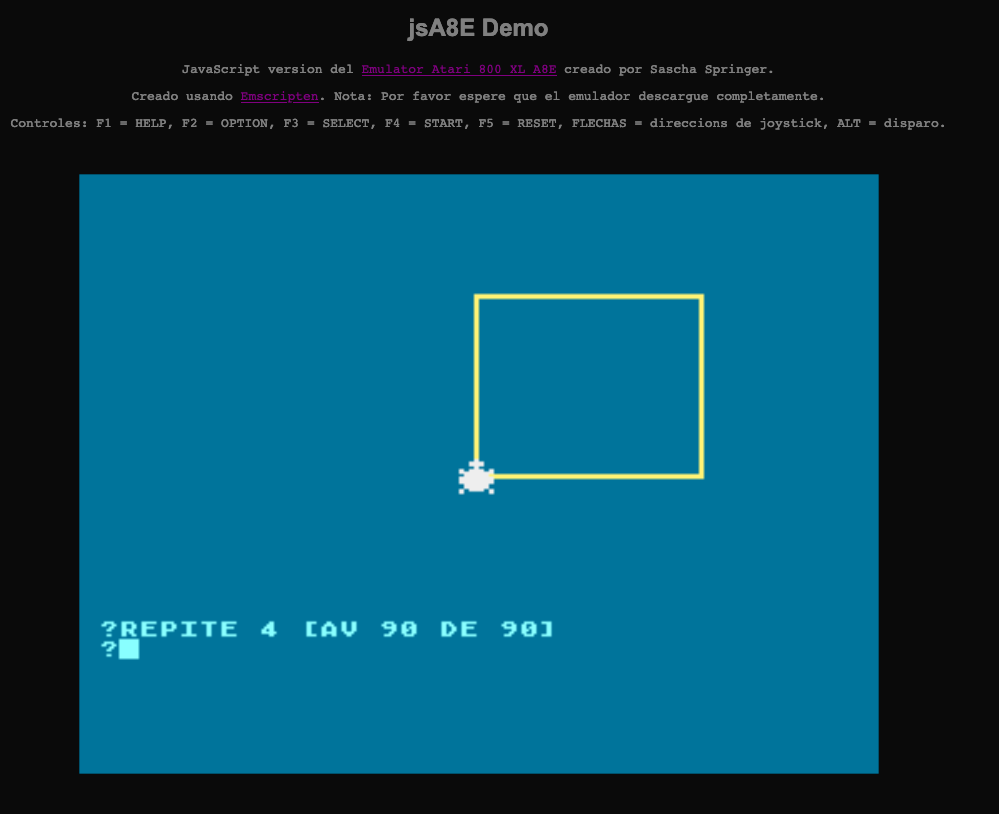 jsA8E Demo
JavaScript version del Emulator Atari 800 XL A8E creado por Sascha Springer.
Creado usando Emscripten. Nota: Por favor espere que el emulador descargue completamente.
Controles: F1 = HELP, F2 = OPTION, F3 = SELECT, F4 = START, F5 = RESET, FLECHAS = direccions de joystick, ALT = disparo.
?REPITE 4 [AV 90 DE 90]
?